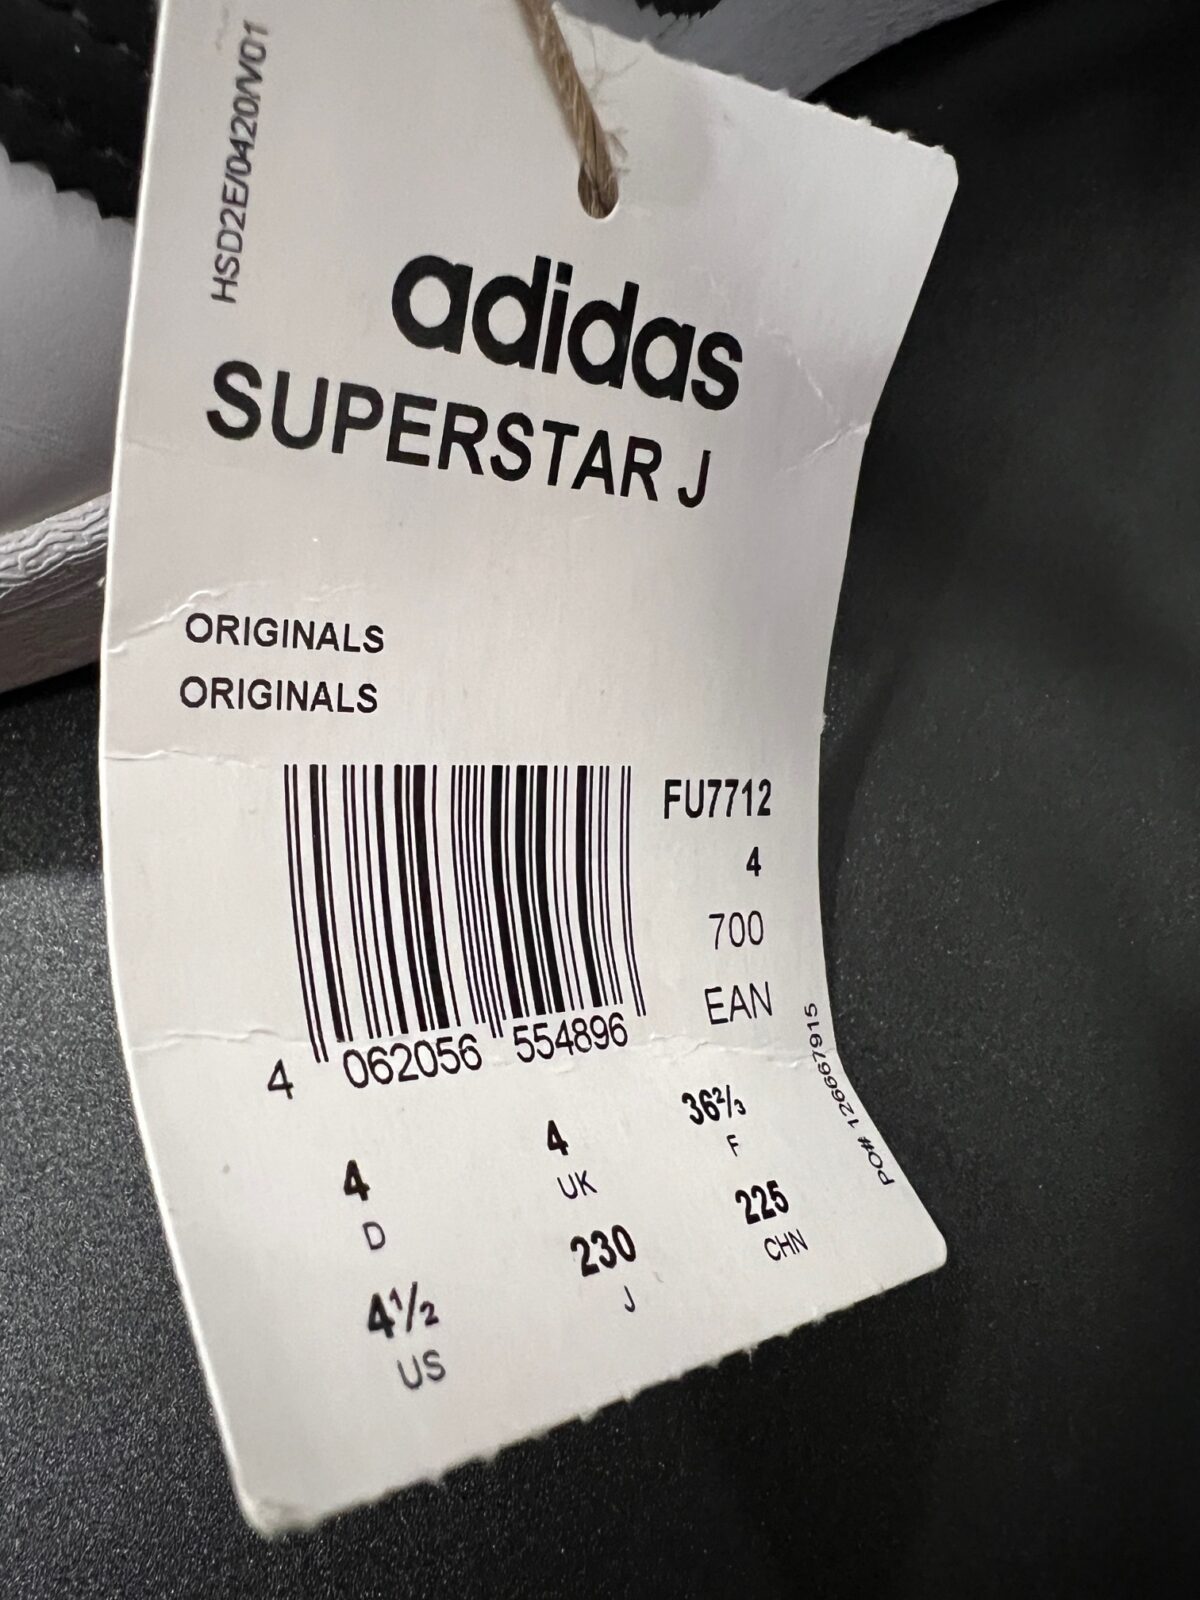 HSD2E/0420/V01
adidas
SUPERSTAR J
ORIGINALS
ORIGINALS
FU7712
4
700
EAN
4 062056 554896
PO# 126667915
4 4 36²/₃
D UK F
4¹/₂ 230 225
US J CHN